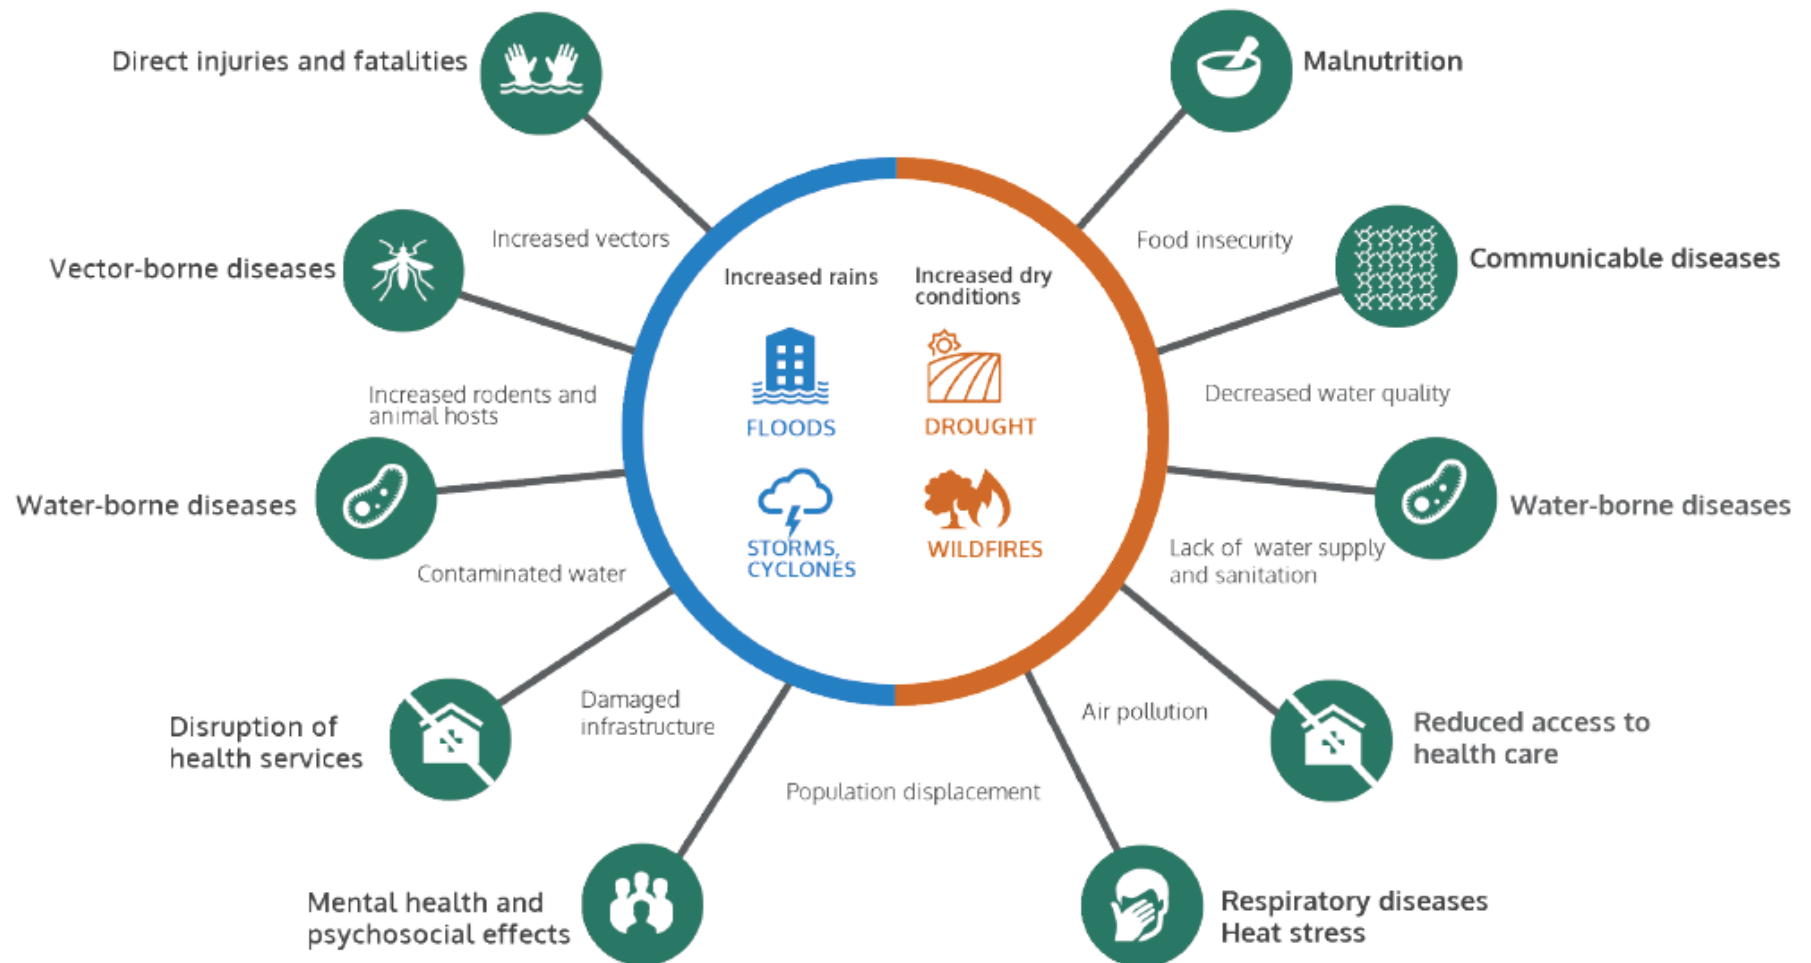 Direct injuries and fatalities
Malnutrition
Increased vectors
Food insecurity
Vector-borne diseases
Communicable diseases
Increased rains
Increased dry
conditions
Increased rodents and
animal hosts
Decreased water quality
FLOODS
DROUGHT
Water-borne diseases
Water-borne diseases
STORMS,
CYCLONES
WILDFIRES
Contaminated water
Lack of water supply
and sanitation
Disruption of
health services
Damaged
infrastructure
Air pollution
Reduced access to
health care
Population displacement
Mental health and
psychosocial effects
Respiratory diseases
Heat stress